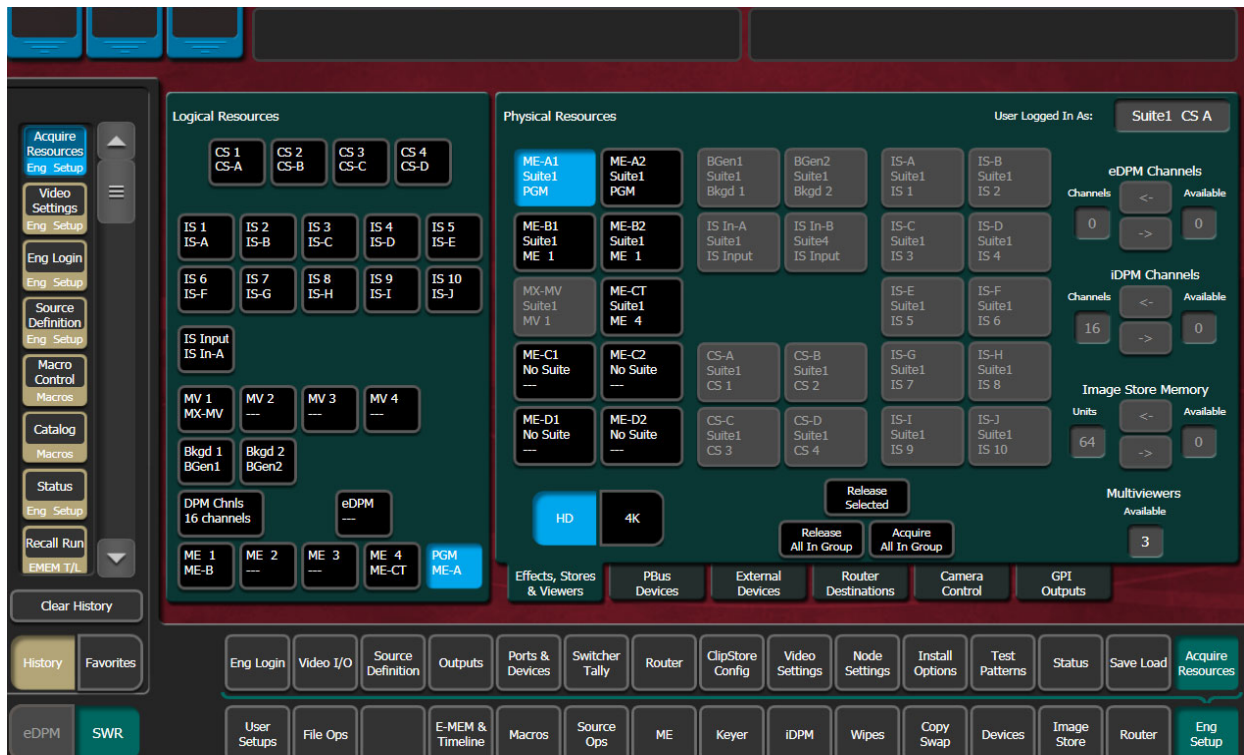 Acquire
Resources
Eng Setup
Video
Settings
Eng Setup
Eng Login
Eng Setup
Source
Definition
Eng Setup
Macro
Control
Macros
Catalog
Macros
Status
Eng Setup
Recall Run
EMEM T/L
Clear History
History
Favorites
eDPM
SWR
Logical Resources
CS 1
CS-A
CS 2
CS-B
CS 3
CS-C
CS 4
CS-D
IS 1
IS-A
IS 2
IS-B
IS 3
IS-C
IS 4
IS-D
IS 5
IS-E
IS 6
IS-F
IS 7
IS-G
IS 8
IS-H
IS 9
IS-I
IS 10
IS-J
IS Input
IS In-A
MV 1
MX-MV
MV 2
---
MV 3
---
MV 4
---
Bkgd 1
BGen1
Bkgd 2
BGen2
DPM Chnls
16 channels
eDPM
---
ME 1
ME-B
ME 2
---
ME 3
---
ME 4
ME-CT
PGM
ME-A
Physical Resources
User Logged In As:
Suite1 CS A
ME-A1
Suite1
PGM
ME-A2
Suite1
PGM
BGen1
Suite1
Bkgd 1
BGen2
Suite1
Bkgd 2
IS-A
Suite1
IS 1
IS-B
Suite1
IS 2
ME-B1
Suite1
ME 1
ME-B2
Suite1
ME 1
IS In-A
Suite1
IS Input
IS In-B
Suite4
IS Input
IS-C
Suite1
IS 3
IS-D
Suite1
IS 4
MX-MV
Suite1
MV 1
ME-CT
Suite1
ME 4
IS-E
Suite1
IS 5
IS-F
Suite1
IS 6
ME-C1
No Suite
---
ME-C2
No Suite
---
CS-A
Suite1
CS 1
CS-B
Suite1
CS 2
IS-G
Suite1
IS 7
IS-H
Suite1
IS 8
ME-D1
No Suite
---
ME-D2
No Suite
---
CS-C
Suite1
CS 3
CS-D
Suite1
CS 4
IS-I
Suite1
IS 9
IS-J
Suite1
IS 10
HD
4K
Release
Selected
Release
All In Group
Acquire
All In Group
eDPM Channels
Channels
<-
Available
0
->
0
iDPM Channels
Channels
<-
Available
16
->
0
Image Store Memory
Units
<-
Available
64
->
0
Multiviewers
Available
3
Effects, Stores
& Viewers
PBus
Devices
External
Devices
Router
Destinations
Camera
Control
GPI
Outputs
Eng Login
Video I/O
Source
Definition
Outputs
Ports &
Devices
Switcher
Tally
Router
ClipStore
Config
Video
Settings
Node
Settings
Install
Options
Test
Patterns
Status
Save Load
Acquire
Resources
User
Setups
File Ops
E-MEM &
Timeline
Macros
Source
Ops
ME
Keyer
iDPM
Wipes
Copy
Swap
Devices
Image
Store
Router
Eng
Setup